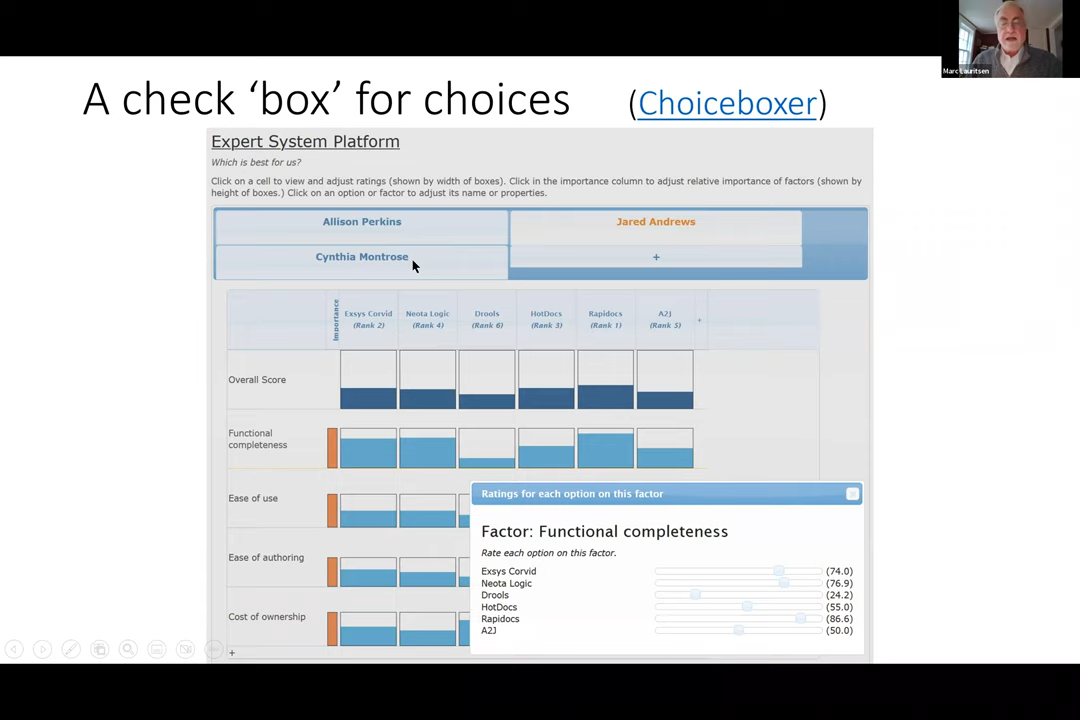 Marc Lauritsen
A check ‘box’ for choices (Choiceboxer)
Expert System Platform
Which is best for us?
Click on a cell to view and adjust ratings (shown by width of boxes). Click in the importance column to adjust relative importance of factors (shown by
height of boxes.) Click on an option or factor to adjust its name or properties.
Allison Perkins
Jared Andrews
Cynthia Montrose
+
Importance
Exsys Corvid Neota Logic Drools HotDocs Rapidocs A2J +
(Rank 2) (Rank 4) (Rank 6) (Rank 3) (Rank 1) (Rank 5)
Overall Score
Functional
completeness
Ease of use
Ease of authoring
Cost of ownership
+
Ratings for each option on this factor
Factor: Functional completeness
Rate each option on this factor.
Exsys Corvid (74.0)
Neota Logic (76.9)
Drools (24.2)
HotDocs (55.0)
Rapidocs (86.6)
A2J (50.0)